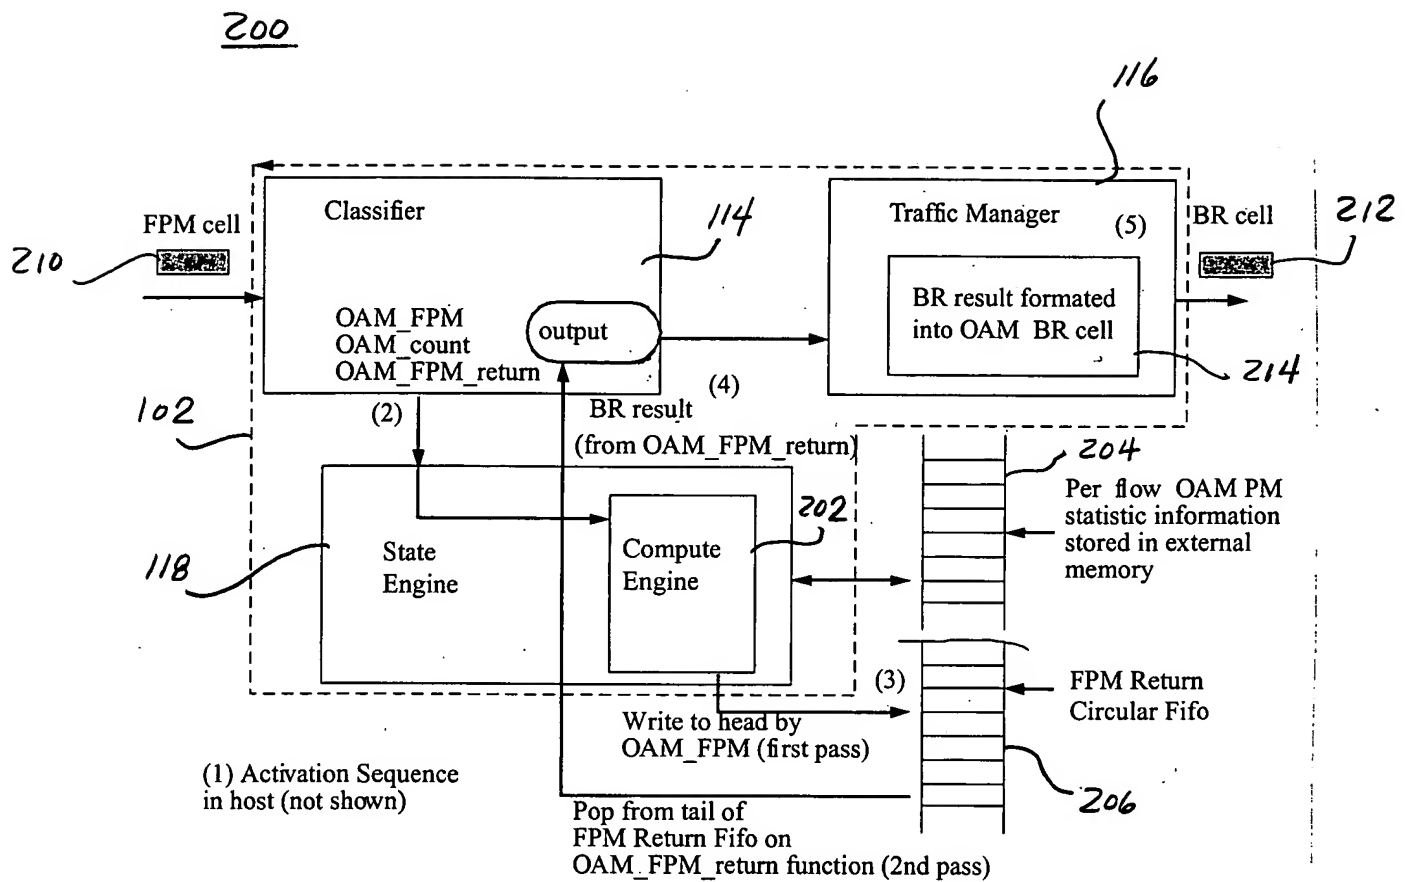 200
116
Classifier
114
Traffic Manager
(5)
FPM cell
210
BR cell
212
OAM_FPM
OAM_count
OAM_FPM_return
output
BR result formated
into OAM BR cell
214
102
(2)
(4)
BR result
(from OAM_FPM_return)
204
Per flow OAM PM
statistic information
stored in external
memory
118
State
Engine
202
Compute
Engine
(3)
FPM Return
Circular Fifo
Write to head by
OAM_FPM (first pass)
(1) Activation Sequence
in host (not shown)
206
Pop from tail of
FPM Return Fifo on
OAM_FPM_return function (2nd pass)